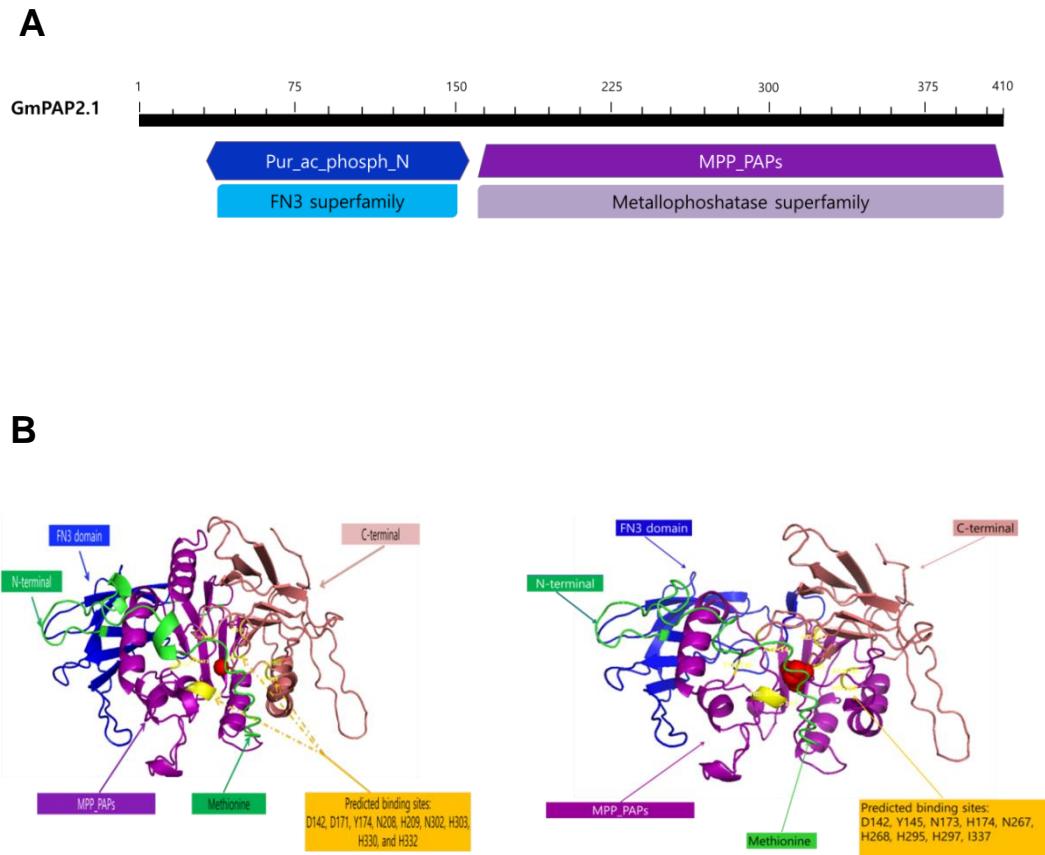 A
1 75 150 225 300 375 410
GmPAP2.1
Pur_ac_phosph_N MPP_PAPs
FN3 superfamily Metallophoshatase superfamily
B
FN3 domain
C-terminal
N-terminal
MPP_PAPs
Methionine
Predicted binding sites:
D142, D171, Y174, N208, H209, N302, H303,
H330, and H332
FN3 domain
C-terminal
N-terminal
MPP_PAPs
Methionine
Predicted binding sites:
D142, Y145, N173, H174, N267,
H268, H295, H297, I337